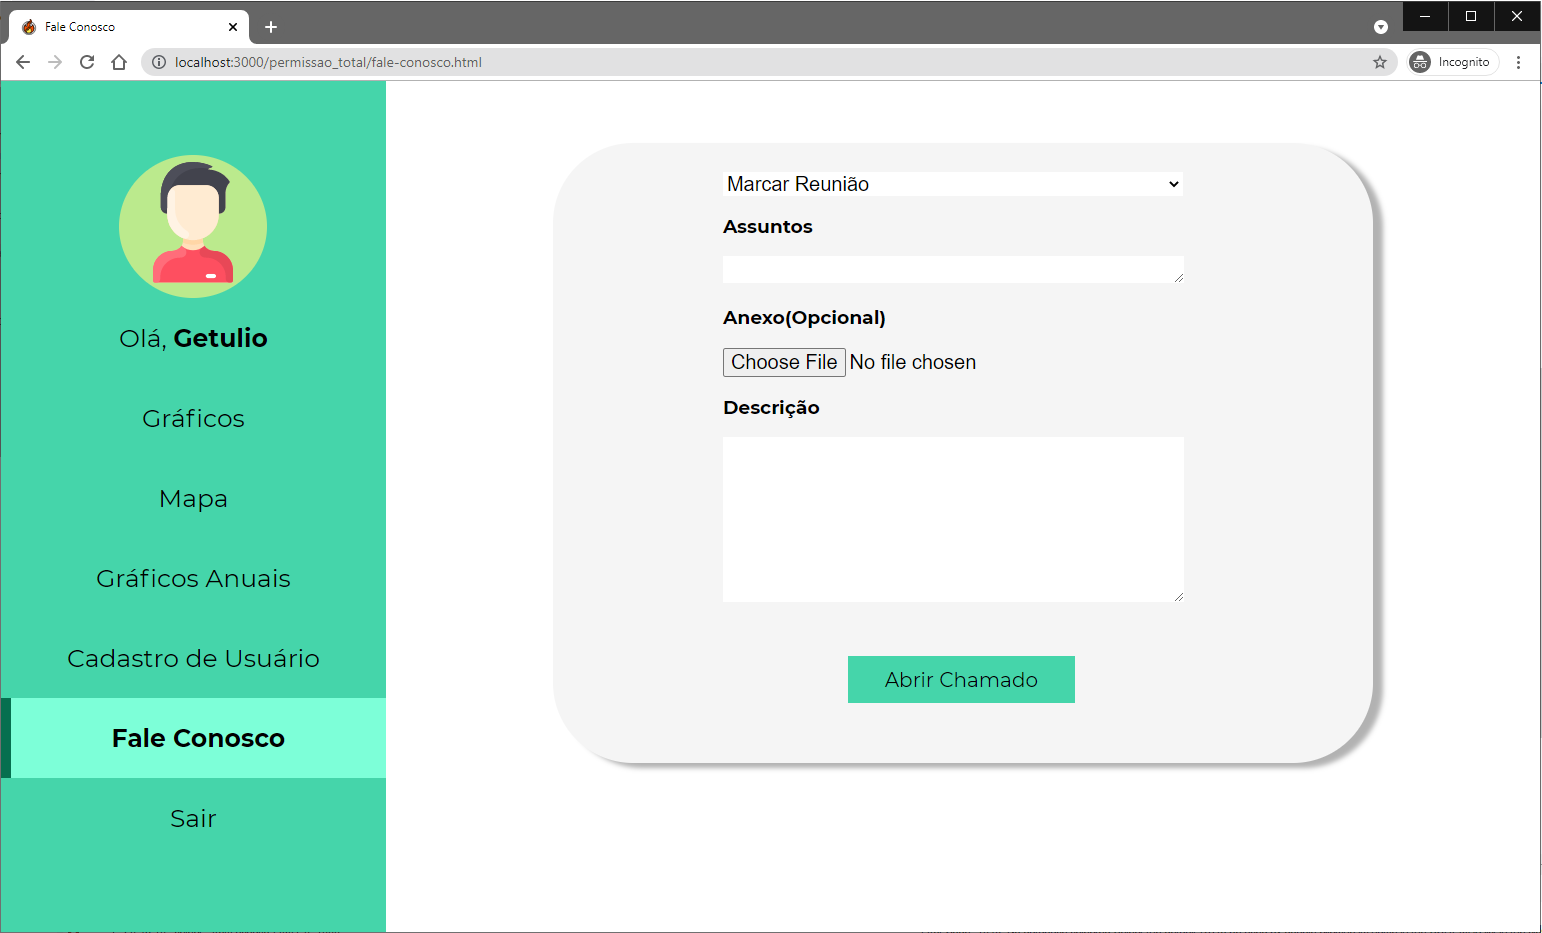 Fale Conosco
localhost:3000/permissao_total/fale-conosco.html
Incognito
Olá, Getulio
Gráficos
Mapa
Gráficos Anuais
Cadastro de Usuário
Fale Conosco
Sair
Marcar Reunião
Assuntos
Anexo(Opcional)
Choose File No file chosen
Descrição
Abrir Chamado